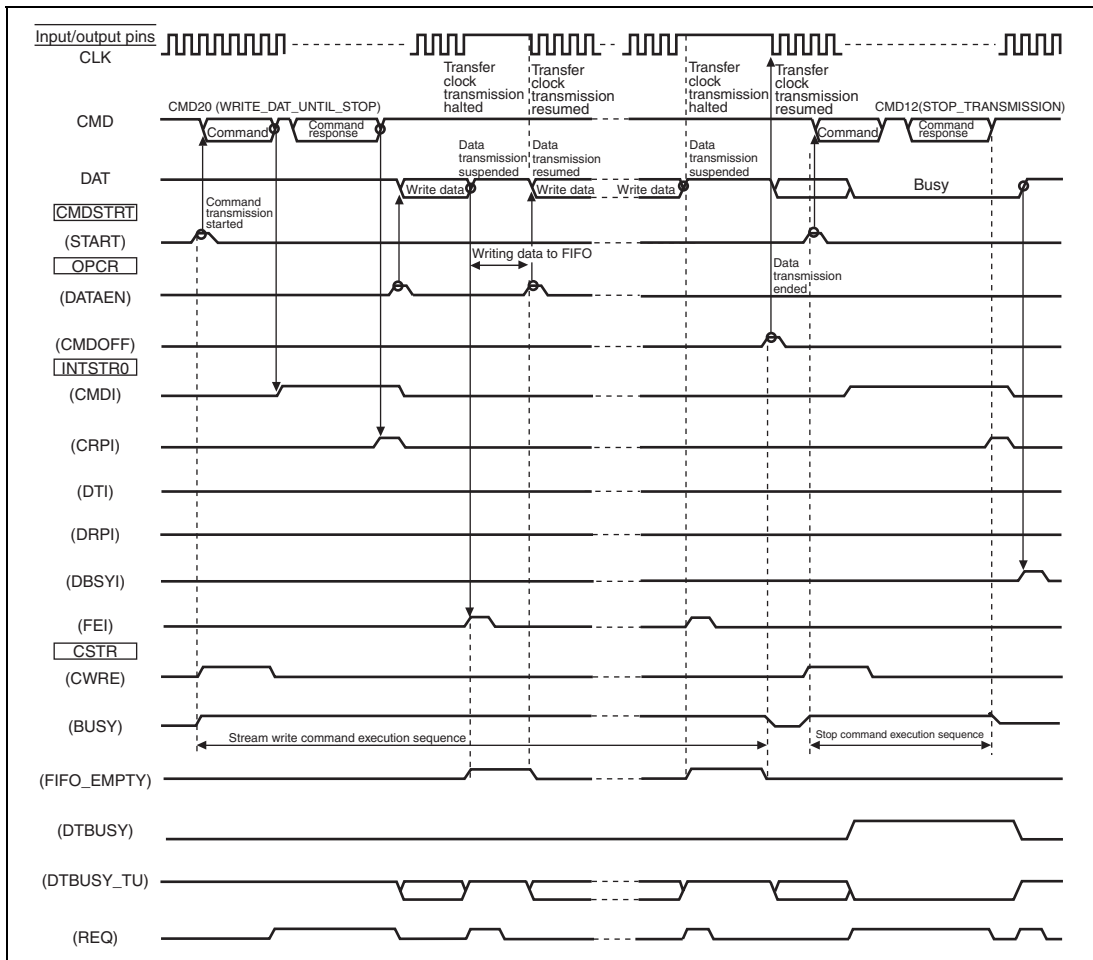 Input/output pins
CLK
Transfer clock transmission halted
Transfer clock transmission resumed
Transfer clock transmission halted
Transfer clock transmission resumed
CMD20 (WRITE_DAT_UNTIL_STOP)
CMD12(STOP_TRANSMISSION)
CMD
Command
Command response
Command
Command response
Data transmission suspended
Data transmission resumed
Data transmission suspended
DAT
Write data
Write data
Write data
Busy
CMDSTRT
Command transmission started
(START)
Writing data to FIFO
OPCR
Data transmission ended
(DATAEN)
(CMDOFF)
INTSTR0
(CMDI)
(CRPI)
(DTI)
(DRPI)
(DBSYI)
(FEI)
CSTR
(CWRE)
(BUSY)
Stream write command execution sequence
Stop command execution sequence
(FIFO_EMPTY)
(DTBUSY)
(DTBUSY_TU)
(REQ)